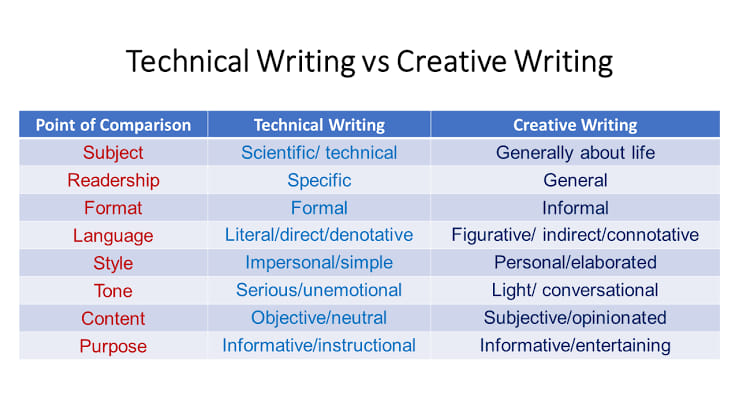 Technical Writing vs Creative Writing
Point of Comparison Technical Writing Creative Writing
Subject Scientific/ technical Generally about life
Readership Specific General
Format Formal Informal
Language Literal/direct/denotative Figurative/ indirect/connotative
Style Impersonal/simple Personal/elaborated
Tone Serious/unemotional Light/ conversational
Content Objective/neutral Subjective/opinionated
Purpose Informative/instructional Informative/entertaining